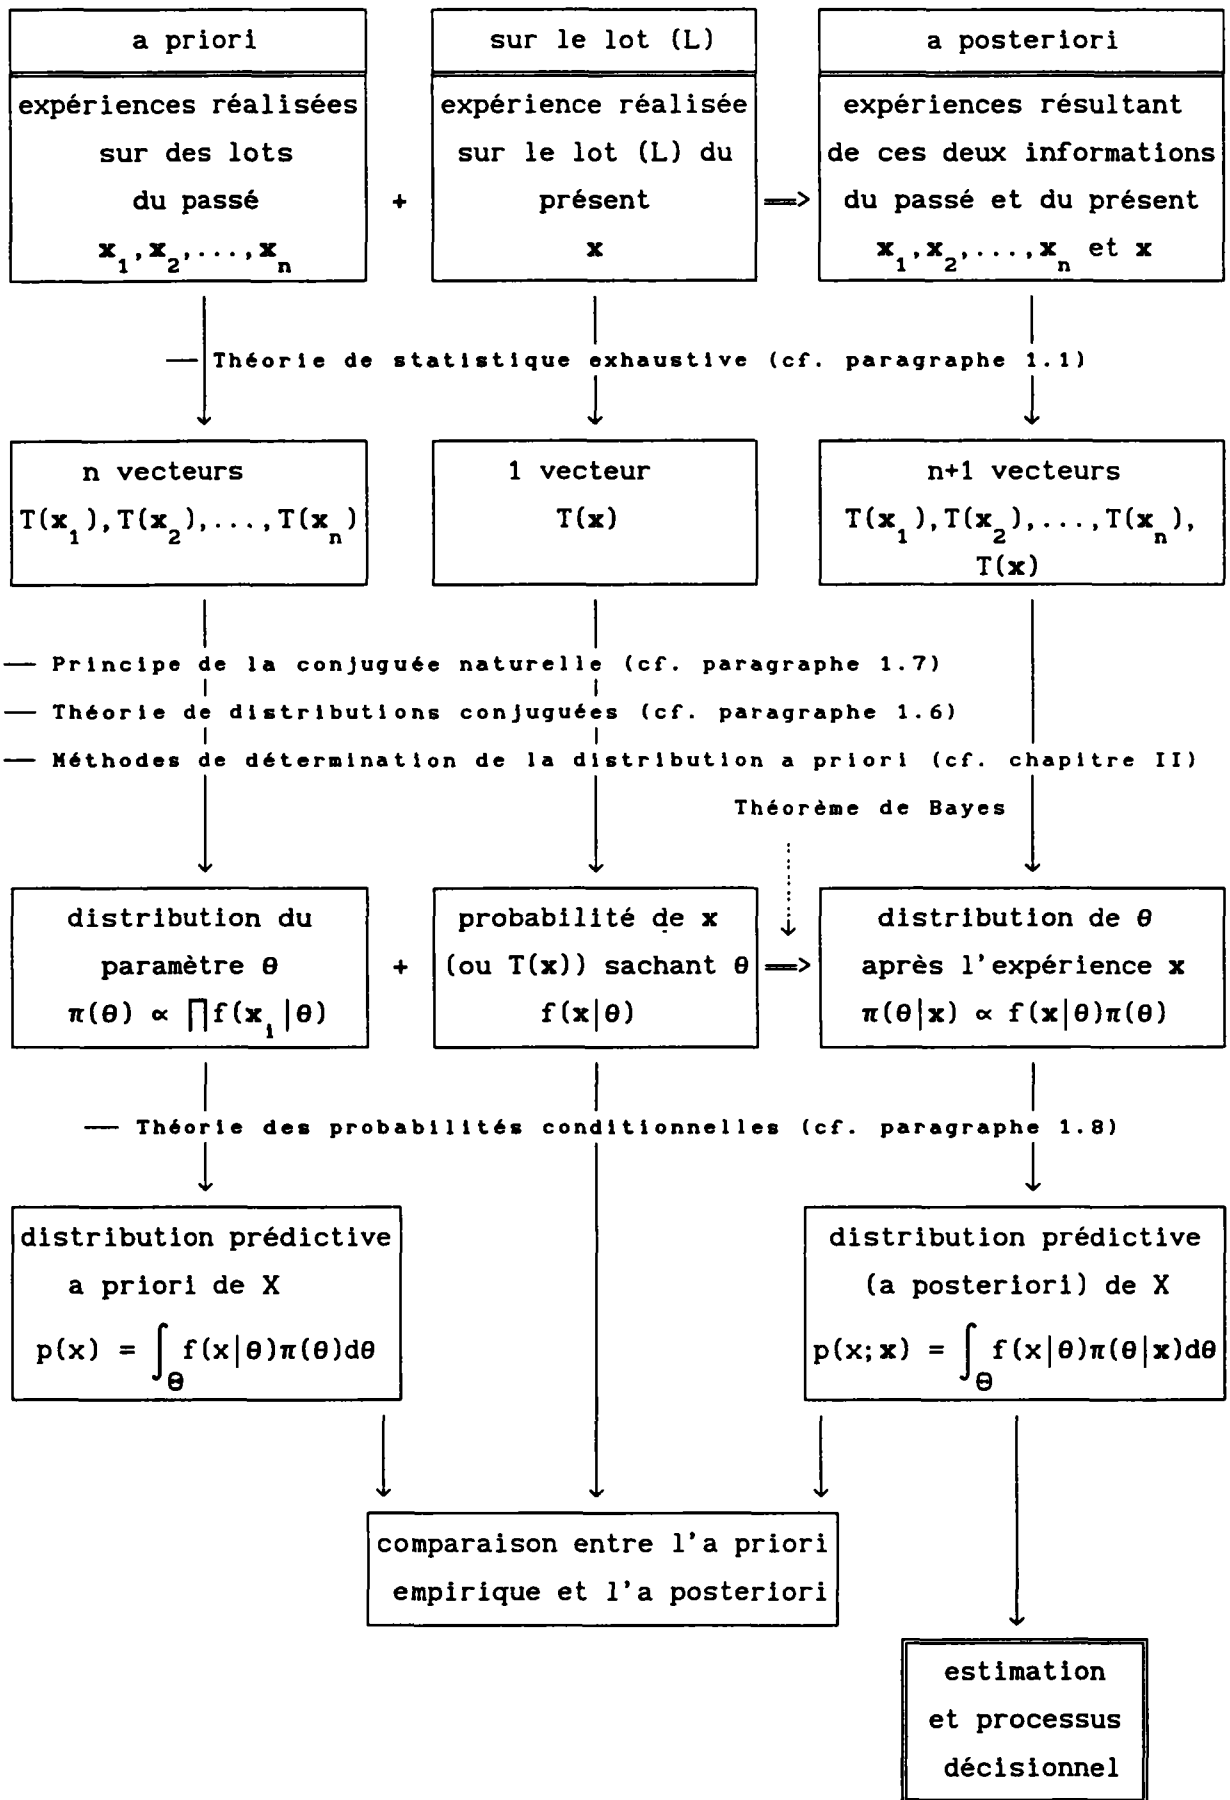 a priori
sur le lot (L)
a posteriori
expériences réalisées
sur des lots
du passé
x₁,x₂,...,xₙ
+
expérience réalisée
sur le lot (L) du
présent
x
==>
expériences résultant
de ces deux informations
du passé et du présent
x₁,x₂,...,xₙ et x
— Théorie de statistique exhaustive (cf. paragraphe 1.1)
n vecteurs
T(x₁),T(x₂),...,T(xₙ)
1 vecteur
T(x)
n+1 vecteurs
T(x₁),T(x₂),...,T(xₙ),
T(x)
— Principe de la conjuguée naturelle (cf. paragraphe 1.7)
— Théorie de distributions conjuguées (cf. paragraphe 1.6)
— Méthodes de détermination de la distribution a priori (cf. chapitre II)
Théorème de Bayes
distribution du
paramètre θ
π(θ) ∝ ∏f(xᵢ|θ)
+
probabilité de x
(ou T(x)) sachant θ
f(x|θ)
==>
distribution de θ
après l'expérience x
π(θ|x) ∝ f(x|θ)π(θ)
— Théorie des probabilités conditionnelles (cf. paragraphe 1.8)
distribution prédictive
a priori de X
p(x) = ∫_Θ f(x|θ)π(θ)dθ
distribution prédictive
(a posteriori) de X
p(x;x) = ∫_Θ f(x|θ)π(θ|x)dθ
comparaison entre l'a priori
empirique et l'a posteriori
estimation
et processus
décisionnel